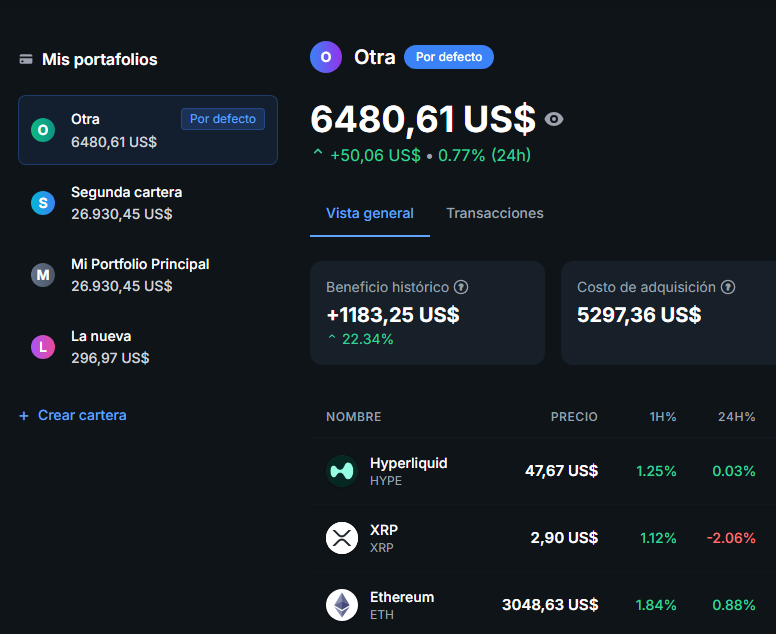 Mis portafolios
Otra
Por defecto
6480,61 US$
Segunda cartera
26.930,45 US$
M
Mi Portfolio Principal
26.930,45 US$
L
La nueva
296,97 US$
+ Crear cartera
O
Otra
Por defecto
6480,61 US$
+50,06 US$ • 0.77% (24h)
Vista general
Transacciones
Beneficio histórico
+1183,25 US$
22.34%
Costo de adquisición
5297,36 US$
NOMBRE PRECIO 1H% 24H%
Hyperliquid
HYPE
47,67 US$ 1.25% 0.03%
XRP
XRP
2,90 US$ 1.12% -2.06%
Ethereum
ETH
3048,63 US$ 1.84% 0.88%